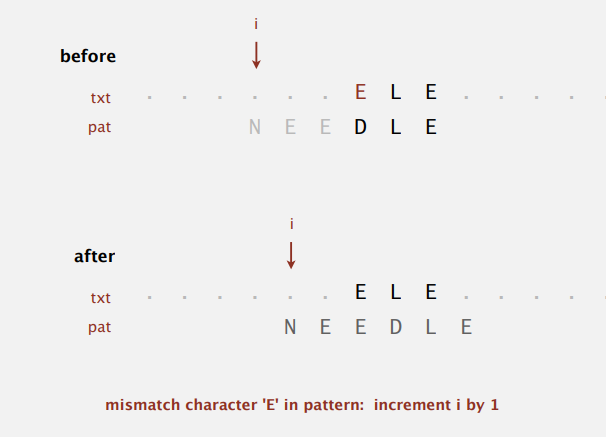 i
before
txt . . . . . . E L E . . . . .
pat N E E D L E
i
after
txt . . . . . . E L E . . . . .
pat N E E D L E
mismatch character 'E' in pattern: increment i by 1